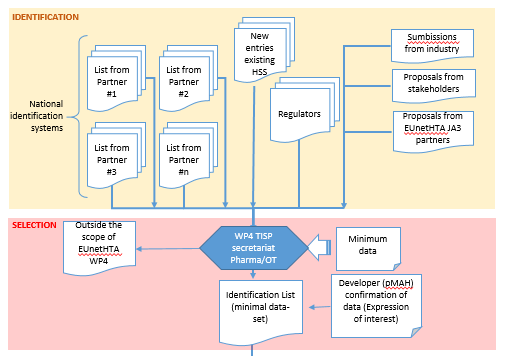 IDENTIFICATION
New
entries
existing
HSS
Sumbissions
from industry
List from
Partner
#1
List from
Partner
#2
Proposals from
stakeholders
National
identification
systems
Regulators
Proposals from
EUnetHTA JA3
partners
List from
Partner
#3
List from
Partner
#n
SELECTION
Outside the
scope of
EUnetHTA
WP4
WP4 TISP
secretariat
Pharma/OT
Minimum
data
Identification List
(minimal data-
set)
Developer (pMAH)
confirmation of
data (Expression
of interest)